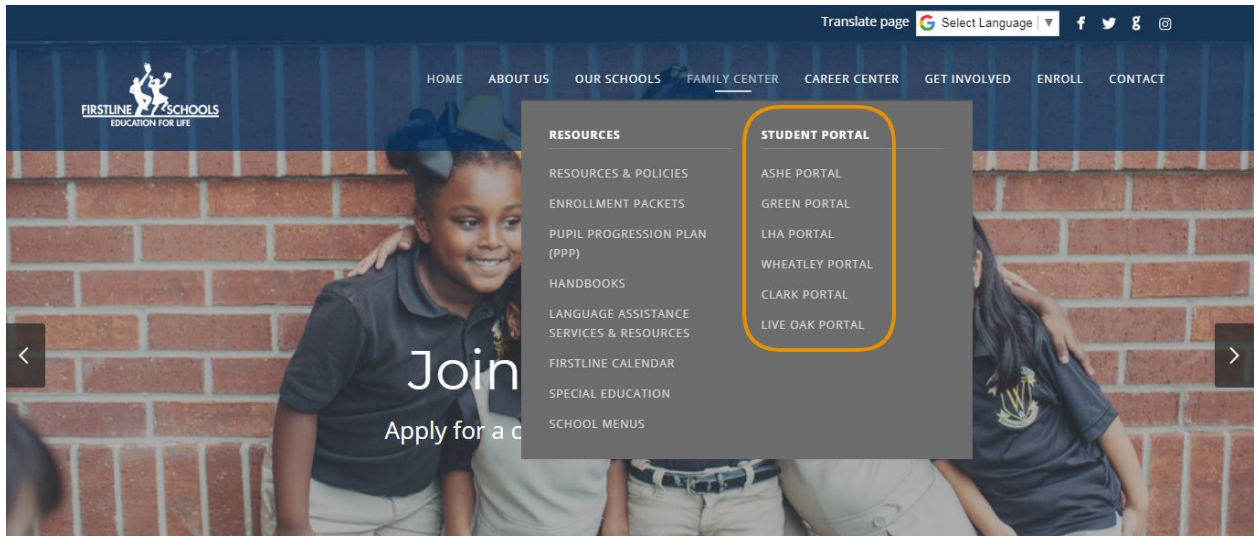 Translate page
Select Language
FIRSTLINE SCHOOLS
EDUCATION FOR LIFE
HOME ABOUT US OUR SCHOOLS FAMILY CENTER CAREER CENTER GET INVOLVED ENROLL CONTACT
RESOURCES
RESOURCES & POLICIES
ENROLLMENT PACKETS
PUPIL PROGRESSION PLAN
(PPP)
HANDBOOKS
LANGUAGE ASSISTANCE
SERVICES & RESOURCES
FIRSTLINE CALENDAR
SPECIAL EDUCATION
SCHOOL MENUS
STUDENT PORTAL
ASHE PORTAL
GREEN PORTAL
LHA PORTAL
WHEATLEY PORTAL
CLARK PORTAL
LIVE OAK PORTAL
Join
Apply for a